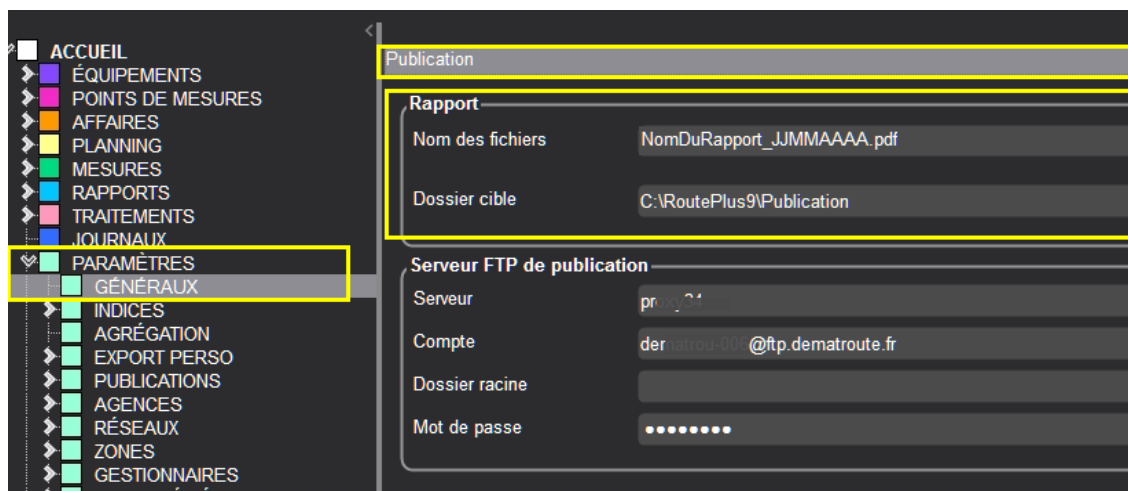 ACCUEIL
ÉQUIPEMENTS
POINTS DE MESURES
AFFAIRES
PLANNING
MESURES
RAPPORTS
TRAITEMENTS
JOURNAUX
PARAMÈTRES
GÉNÉRAUX
INDICES
AGRÉGATION
EXPORT PERSO
PUBLICATIONS
AGENCES
RÉSEAUX
ZONES
GESTIONNAIRES
Publication
Rapport
Nom des fichiers NomDuRapport_JJMMAAAA.pdf
Dossier cible C:\RoutePlus9\Publication
Serveur FTP de publication
Serveur
Compte @ftp.dematroute.fr
Dossier racine
Mot de passe ••••••••